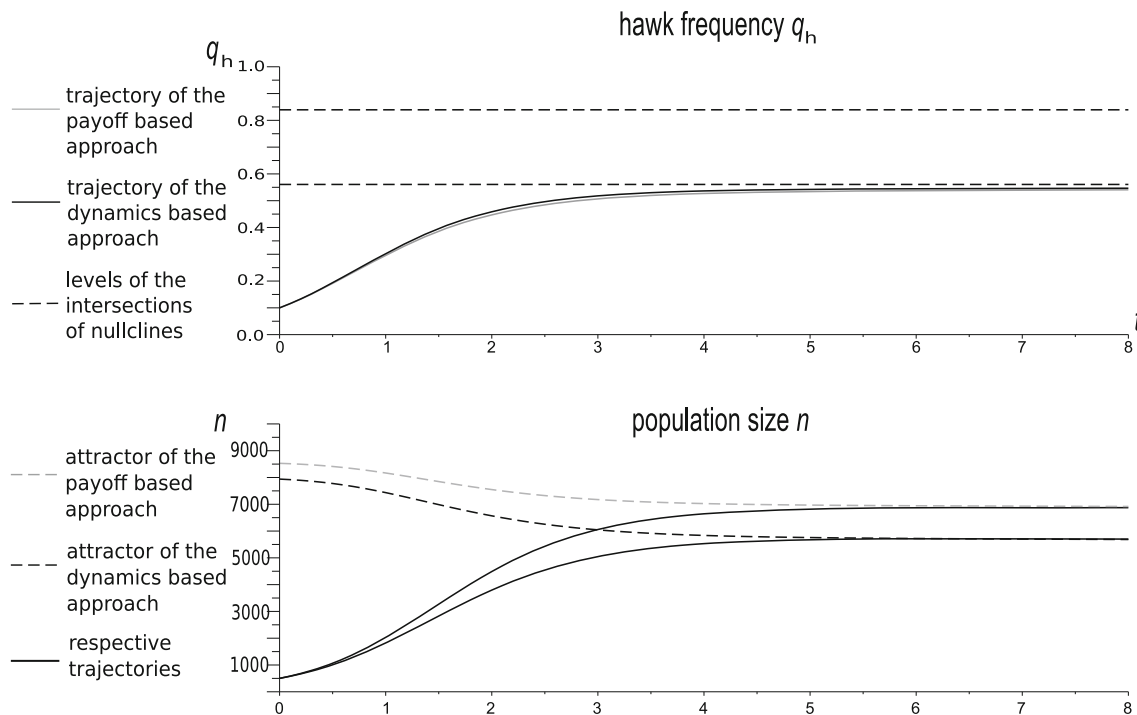 hawk frequency qh
qh
1.0
0.8
0.6
0.4
0.2
0.0
0 1 2 3 4 5 6 7 8
t
trajectory of the
payoff based
approach
trajectory of the
dynamics based
approach
levels of the
intersections
of nullclines
population size n
n
9000
7000
5000
3000
1000
0 1 2 3 4 5 6 7 8
attractor of the
payoff based
approach
attractor of the
dynamics based
approach
respective
trajectories